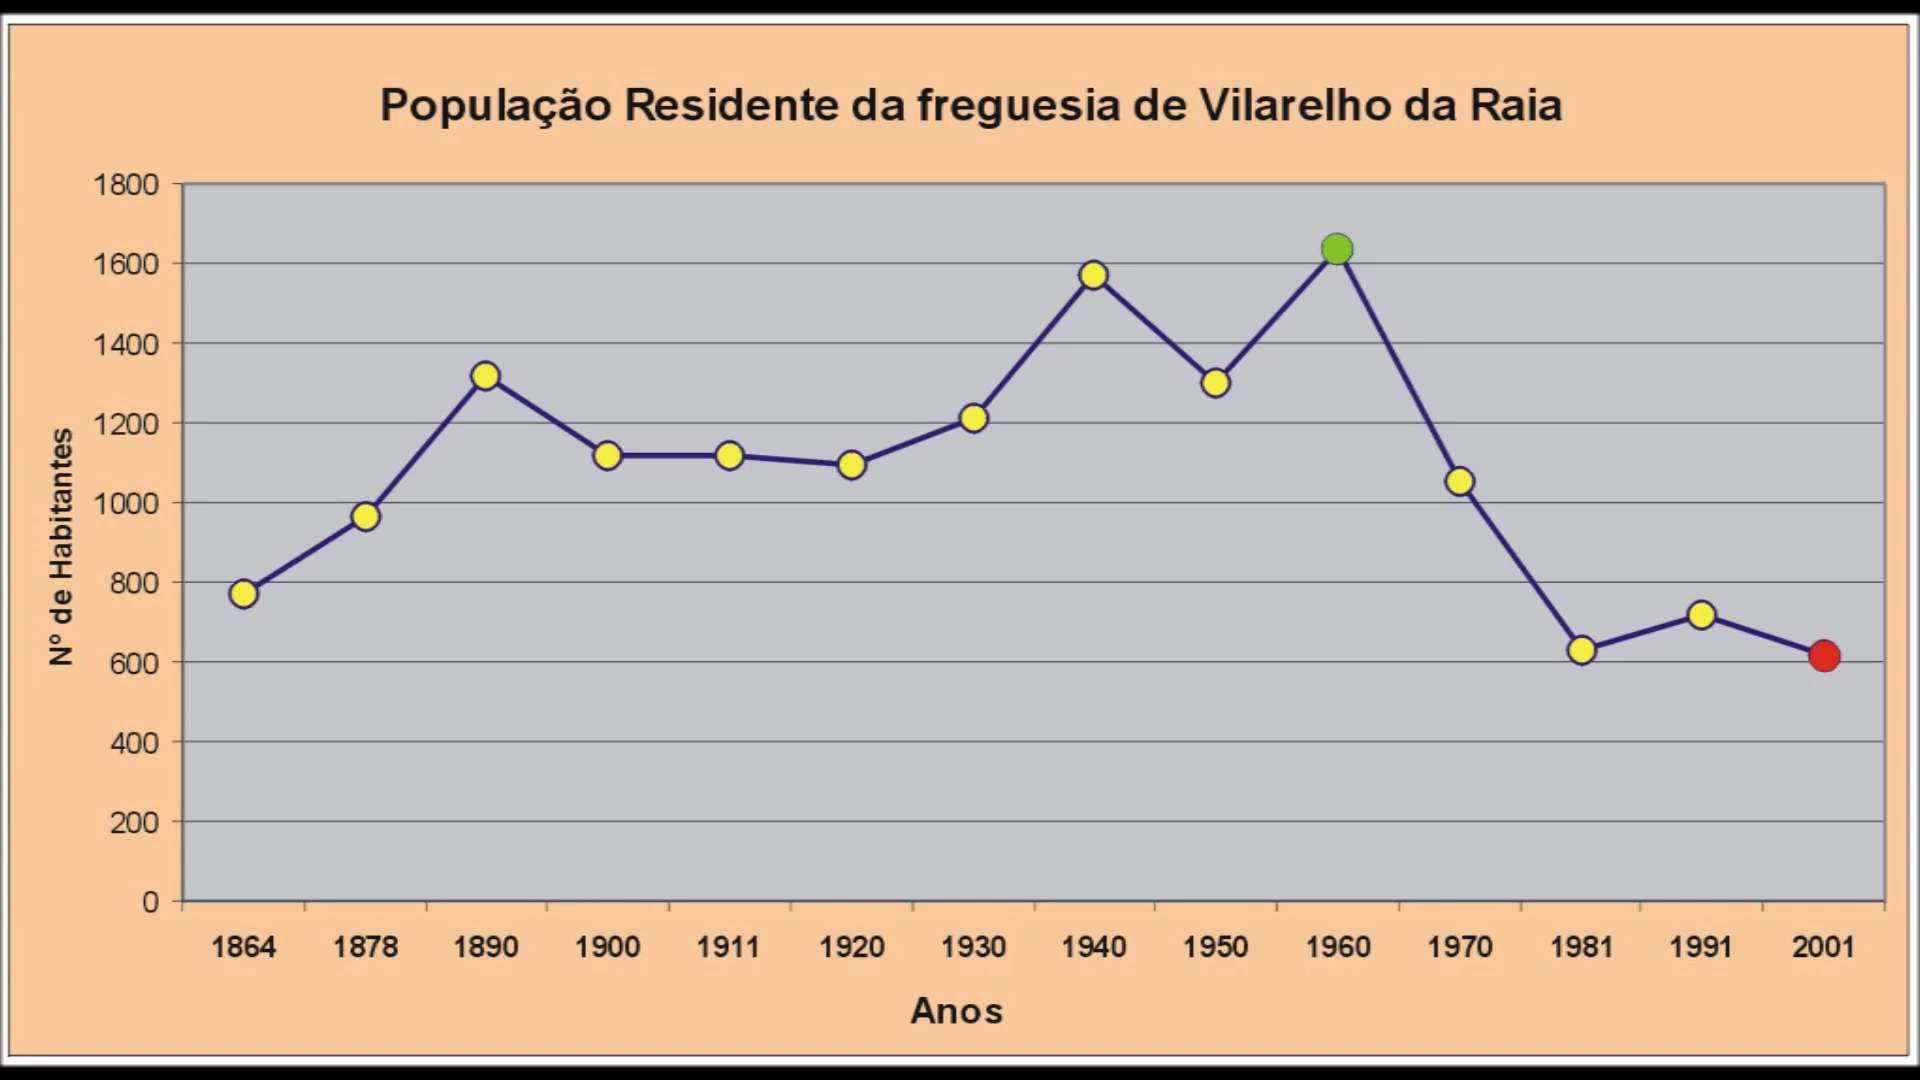 População Residente da freguesia de Vilarelho da Raia
1800
1600
1400
1200
1000
800
600
400
200
0
Nº de Habitantes
1864 1878 1890 1900 1911 1920 1930 1940 1950 1960 1970 1981 1991 2001
Anos